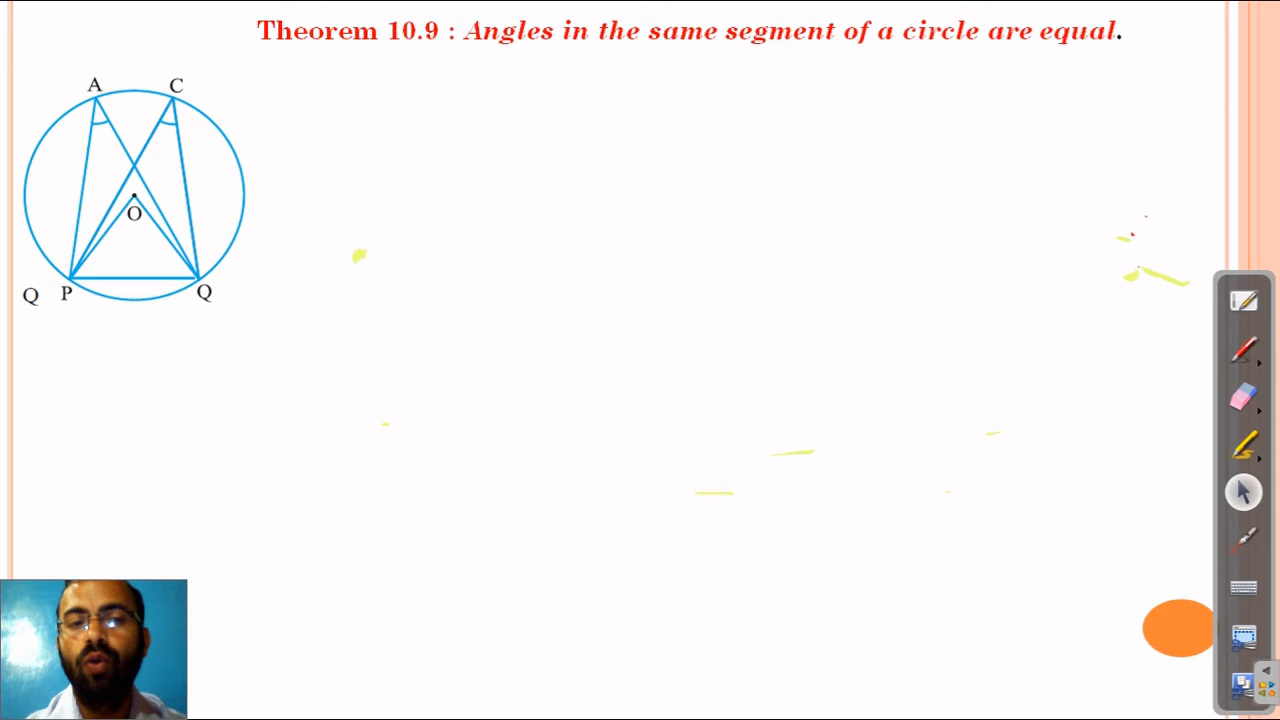 Theorem 10.9 : Angles in the same segment of a circle are equal.
A C
O
Q P Q